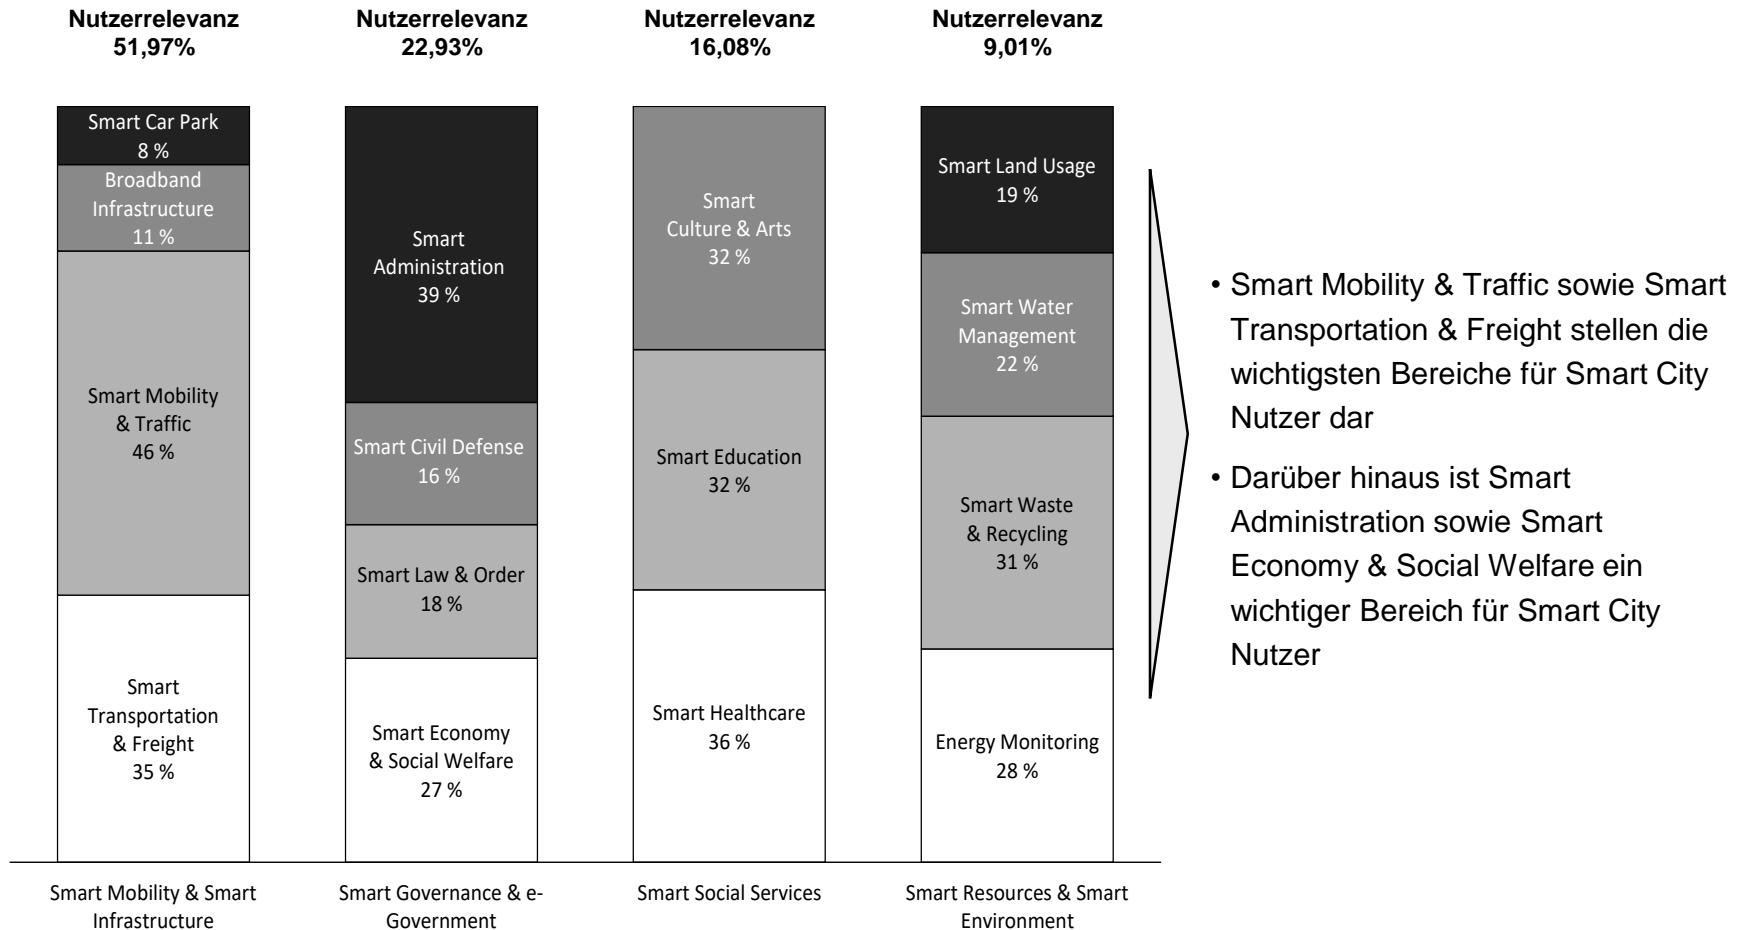 Nutzerrelevanz
51,97%
Nutzerrelevanz
22,93%
Nutzerrelevanz
16,08%
Nutzerrelevanz
9,01%
Smart Car Park
8 %
Broadband
Infrastructure
11 %
Smart Mobility
& Traffic
46 %
Smart
Transportation
& Freight
35 %
Smart Mobility & Smart
Infrastructure
Smart
Administration
39 %
Smart Civil Defense
16 %
Smart Law & Order
18 %
Smart Economy
& Social Welfare
27 %
Smart Governance & e-
Government
Smart
Culture & Arts
32 %
Smart Education
32 %
Smart Healthcare
36 %
Smart Social Services
Smart Land Usage
19 %
Smart Water
Management
22 %
Smart Waste
& Recycling
31 %
Energy Monitoring
28 %
Smart Resources & Smart
Environment
• Smart Mobility & Traffic sowie Smart
Transportation & Freight stellen die
wichtigsten Bereiche für Smart City
Nutzer dar
• Darüber hinaus ist Smart
Administration sowie Smart
Economy & Social Welfare ein
wichtiger Bereich für Smart City
Nutzer